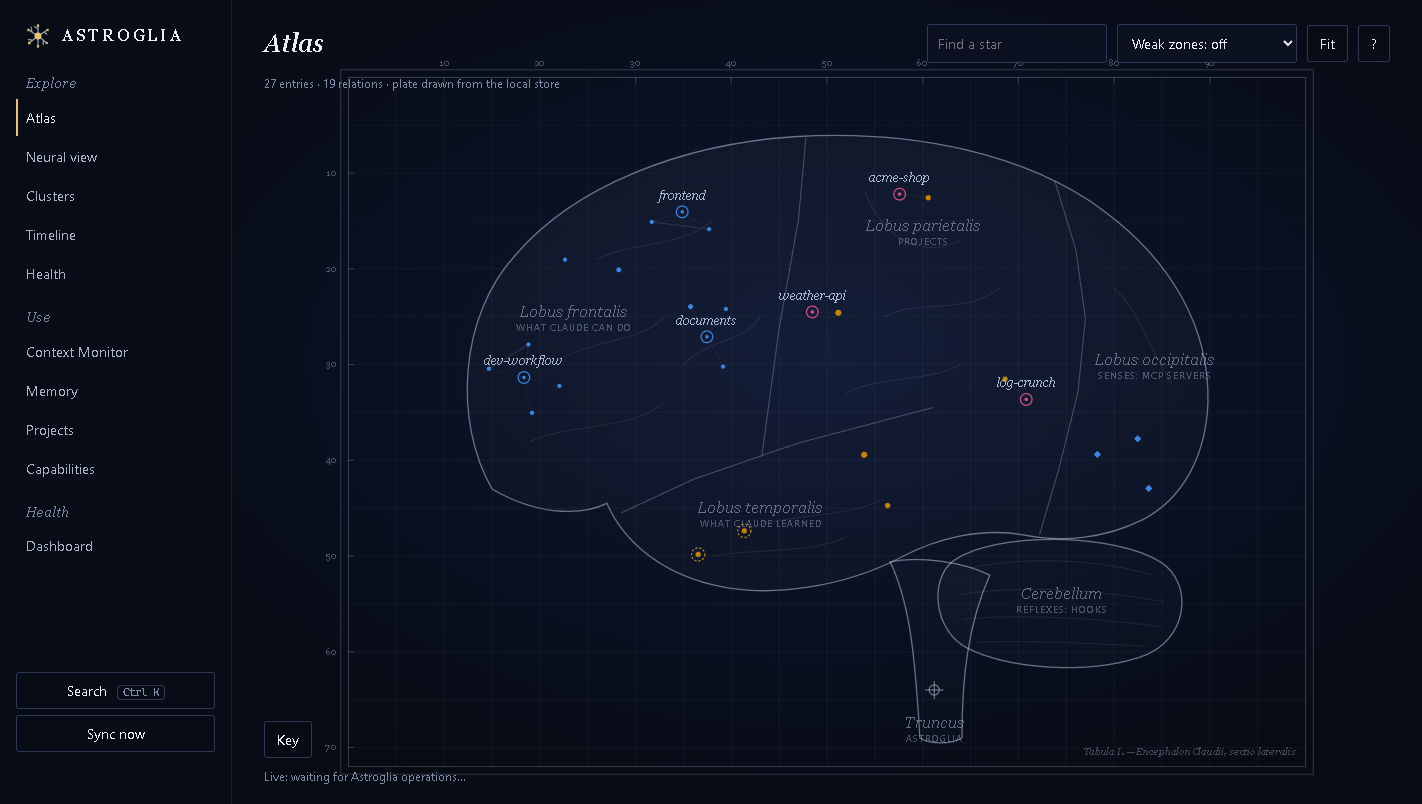 ASTROGLIA
Explore
Atlas
Neural view
Clusters
Timeline
Health
Use
Context Monitor
Memory
Projects
Capabilities
Health
Dashboard
Search Ctrl K
Sync now
Atlas
Find a star
Weak zones: off
Fit
?
27 entries · 19 relations · plate drawn from the local store
10 20 30 40 50 60 70 80 90
10
20
30
40
50
60
70
acme-shop
frontend
Lobus parietalis
PROJECTS
weather-api
Lobus frontalis
WHAT CLAUDE CAN DO
documents
dev-workflow
Lobus occipitalis
SENSES: MCP SERVERS
log-crunch
Lobus temporalis
WHAT CLAUDE LEARNED
Cerebellum
REFLEXES: HOOKS
Truncus
ASTROGLIA
Key
Tabula I. — Encephalon Claudii, sectio lateralis
Live: waiting for Astroglia operations...